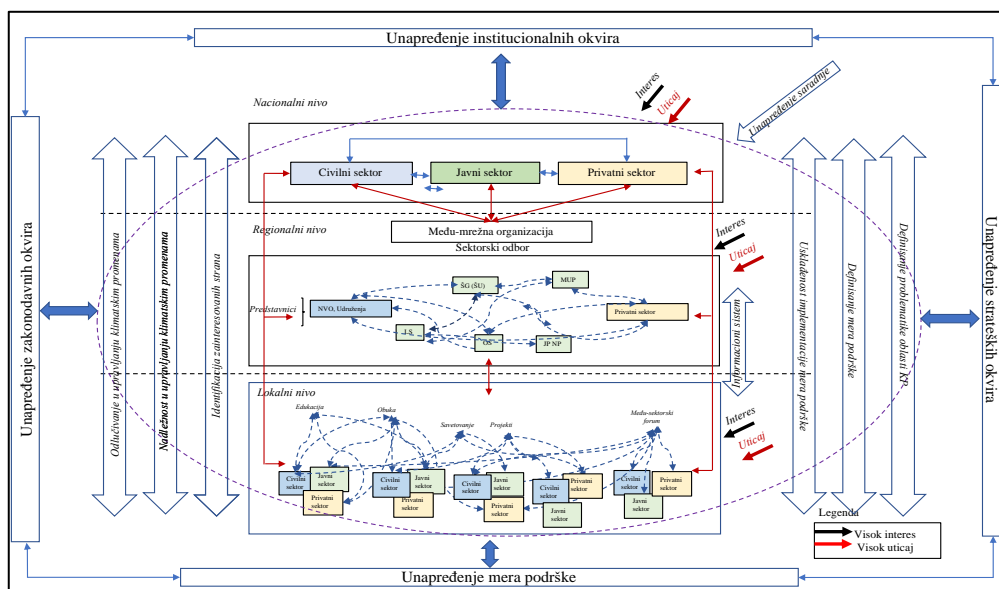 Unapređenje institucionalnih okvira
Nacionalni nivo
Interes
Uticaj
Unapređenje saradnje
Civilni sektor
Javni sektor
Privatni sektor
Regionalni nivo
Među-mrežna organizacija
Sektorski odbor
Interes
Uticaj
Predstavnici
NVO, Udruženja
ŠG (ŠU)
MUP
Privatni sektor
LS
OS
JP NP
Informacioni sistem
Lokalni nivo
Edukacija
Obuka
Savetovanje
Projekti
Među-sektorski
forum
Interes
Uticaj
Civilni
sektor
Javni
sektor
Privatni
sektor
Civilni
sektor
Javni
sektor
Privatni
sektor
Civilni
sektor
Javni
sektor
Privatni
sektor
Civilni
sektor
Privatni
sektor
Javni
sektor
Civilni
sektor
Privatni
sektor
Javni
sektor
Unapređenje zakonodavnih okvira
Odlučivanje u upravljanju klimatskim promenama
Nadležnost u upravljanju klimatskim promenama
Identifikacija zainteresovanih strana
Usklađenost implementacije mera podrške
Definisanje mera podrške
Definisanje problematike oblasti KP
Unapređenje strateških okvira
Legenda
Visok interes
Visok uticaj
Unapređenje mera podrške